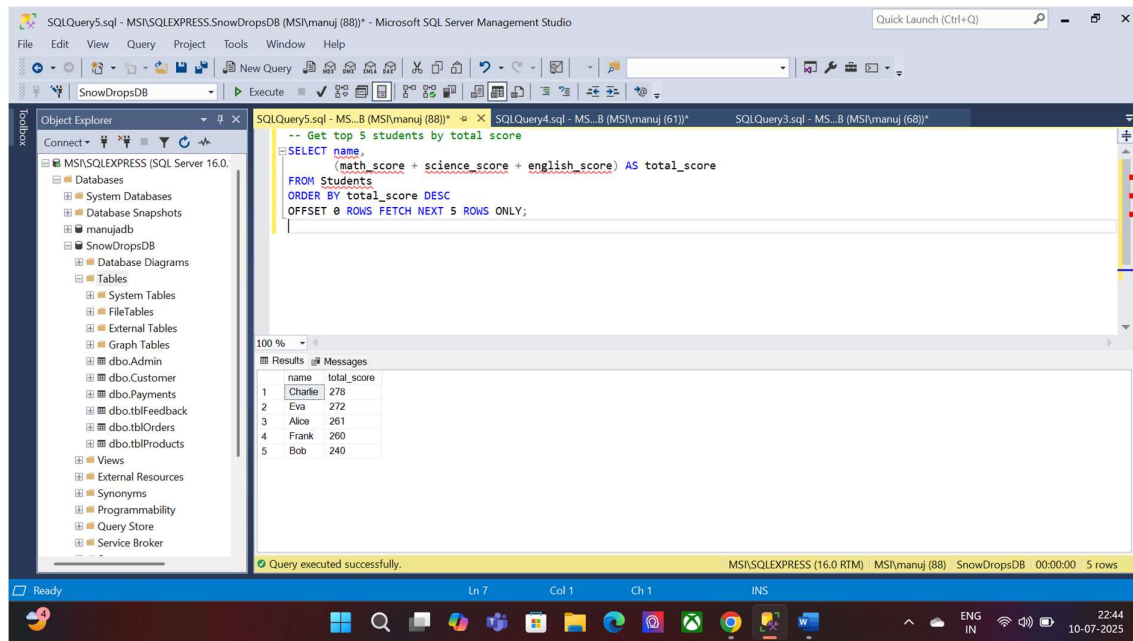 SQLQuery5.sql - MSI\SQLEXPRESS.SnowDropsDB (MSI\manuj (88))* - Microsoft SQL Server Management Studio
Quick Launch (Ctrl+Q)
File Edit View Query Project Tools Window Help
New Query
SnowDropsDB
Execute
Toolbox
Object Explorer
Connect
MSI\SQLEXPRESS (SQL Server 16.0.
Databases
System Databases
Database Snapshots
manujadb
SnowDropsDB
Database Diagrams
Tables
System Tables
FileTables
External Tables
Graph Tables
dbo.Admin
dbo.Customer
dbo.Payments
dbo.tblFeedback
dbo.tblOrders
dbo.tblProducts
Views
External Resources
Synonyms
Programmability
Query Store
Service Broker
SQLQuery5.sql - MS...B (MSI\manuj (88))* SQLQuery4.sql - MS...B (MSI\manuj (61))* SQLQuery3.sql - MS...B (MSI\manuj (68))*
-- Get top 5 students by total score
SELECT name,
(math_score + science_score + english_score) AS total_score
FROM Students
ORDER BY total_score DESC
OFFSET 0 ROWS FETCH NEXT 5 ROWS ONLY;
100 %
Results Messages
name total_score
1 Charlie 278
2 Eva 272
3 Alice 261
4 Frank 260
5 Bob 240
Query executed successfully. MSI\SQLEXPRESS (16.0 RTM) MSI\manuj (88) SnowDropsDB 00:00:00 5 rows
Ready Ln 7 Col 1 Ch 1 INS
4
ENG
IN
22:44
10-07-2025